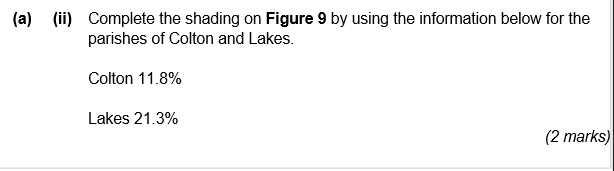 (a) (ii) Complete the shading on Figure 9 by using the information below for the
parishes of Colton and Lakes.
Colton 11.8%
Lakes 21.3%
(2 marks)